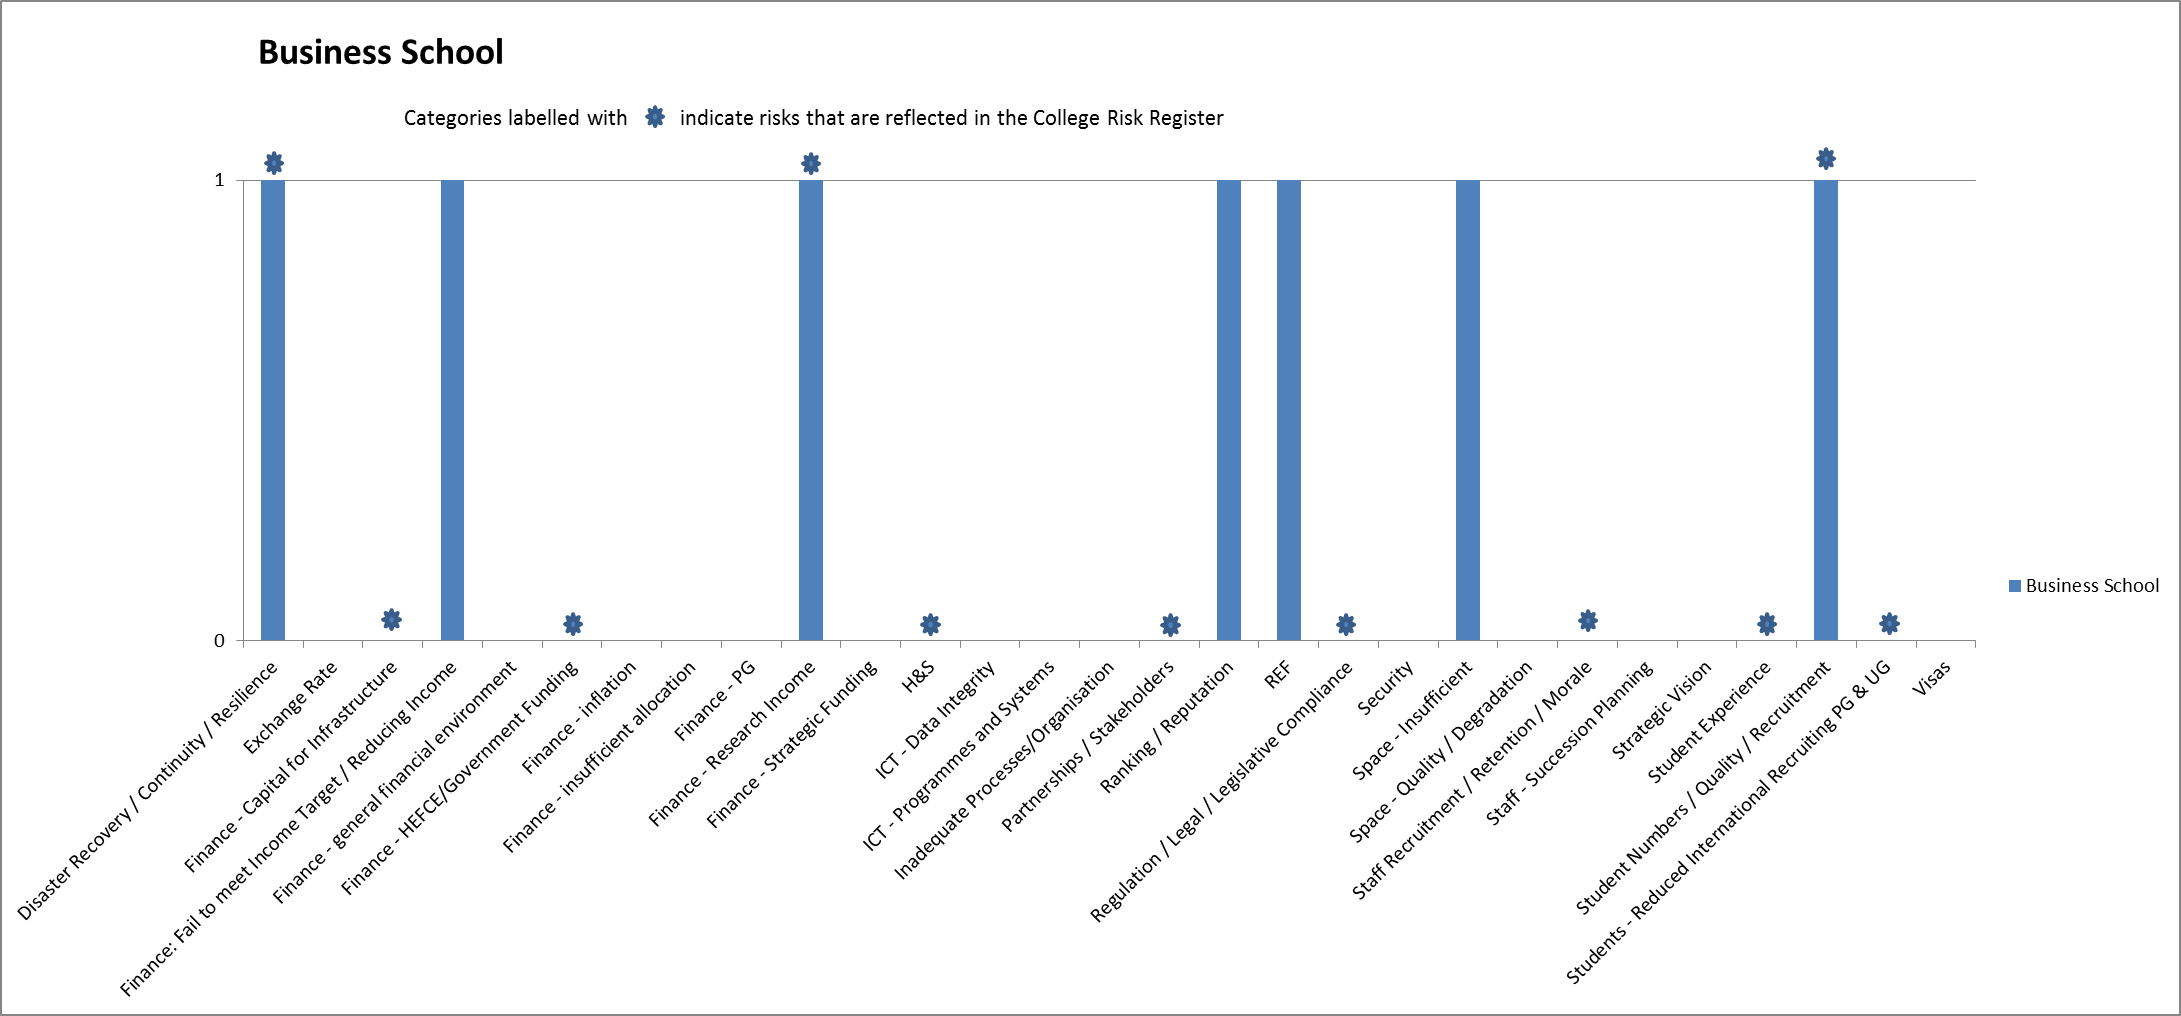 Business School
Categories labelled with indicate risks that are reflected in the College Risk Register
1
0
Disaster Recovery / Continuity / Resilience
Exchange Rate
Finance - Capital for Infrastructure
Finance: Fail to meet Income Target / Reducing Income
Finance - general financial environment
Finance - HEFCE/Government Funding
Finance - inflation
Finance - insufficient allocation
Finance - PG
Finance - Research Income
Finance - Strategic Funding
H&S
ICT - Data Integrity
ICT - Programmes and Systems
Inadequate Processes/Organisation
Partnerships / Stakeholders
Ranking / Reputation
REF
Regulation / Legal / Legislative Compliance
Security
Space - Insufficient
Space - Quality / Degradation
Staff Recruitment / Retention / Morale
Staff - Succession Planning
Strategic Vision
Student Experience
Student Numbers / Quality / Recruitment
Students - Reduced International Recruiting PG & UG
Visas
Business School